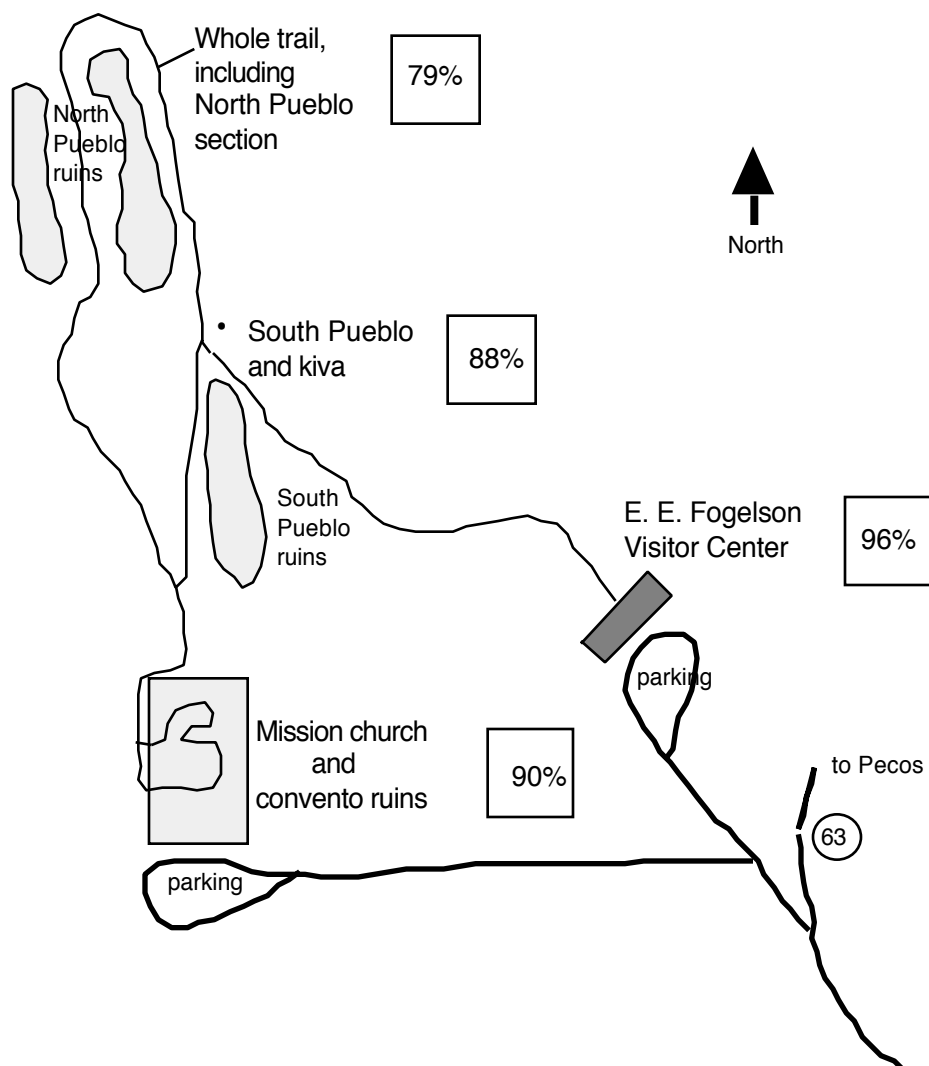 Whole trail,
including
North Pueblo
section
79%
North
Pueblo
ruins
North
South Pueblo
and kiva
88%
South
Pueblo
ruins
E. E. Fogelson
Visitor Center
96%
parking
Mission church
and
convento ruins
90%
to Pecos
63
parking